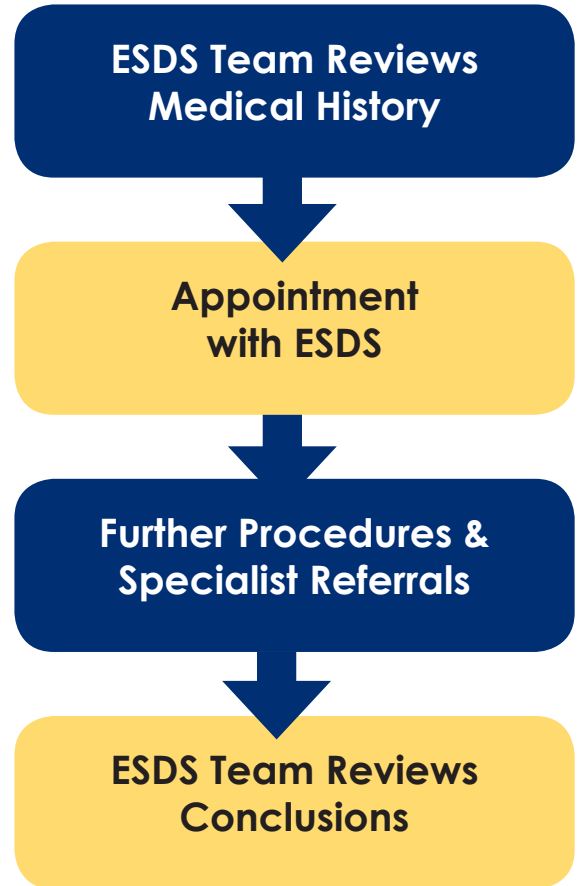 ESDS Team Reviews
Medical History
Appointment
with ESDS
Further Procedures &
Specialist Referrals
ESDS Team Reviews
Conclusions